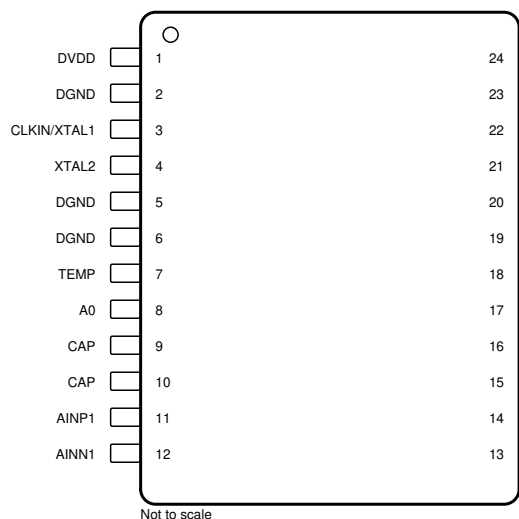 DVDD 1 24
DGND 2 23
CLKIN/XTAL1 3 22
XTAL2 4 21
DGND 5 20
DGND 6 19
TEMP 7 18
A0 8 17
CAP 9 16
CAP 10 15
AINP1 11 14
AINN1 12 13
Not to scale